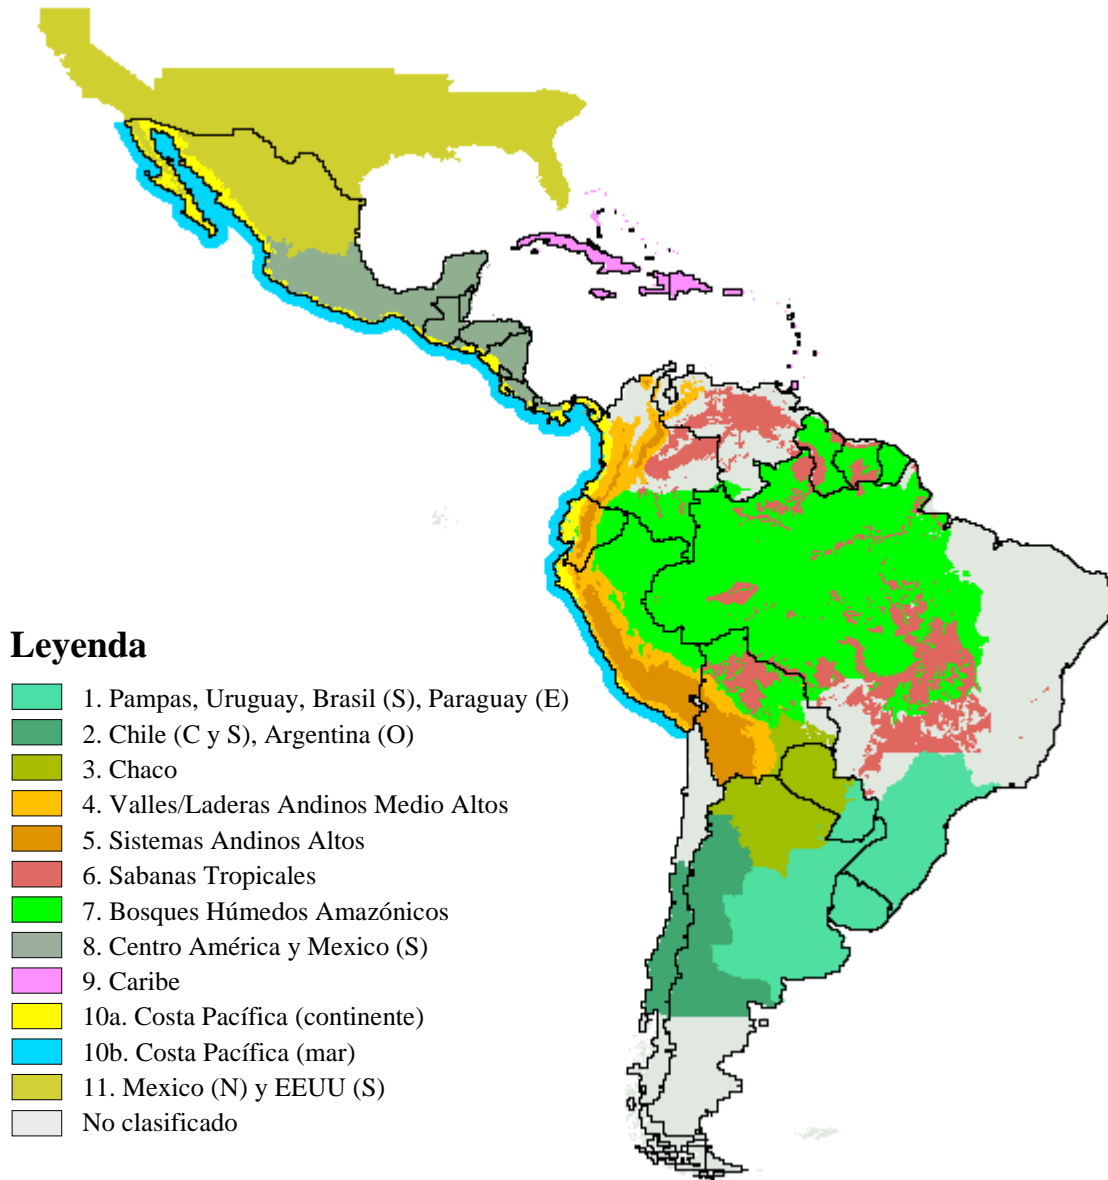 Leyenda
1. Pampas, Uruguay, Brasil (S), Paraguay (E)
2. Chile (C y S), Argentina (O)
3. Chaco
4. Valles/Laderas Andinos Medio Altos
5. Sistemas Andinos Altos
6. Sabanas Tropicales
7. Bosques Húmedos Amazónicos
8. Centro América y Mexico (S)
9. Caribe
10a. Costa Pacífica (continente)
10b. Costa Pacífica (mar)
11. Mexico (N) y EEUU (S)
No clasificado